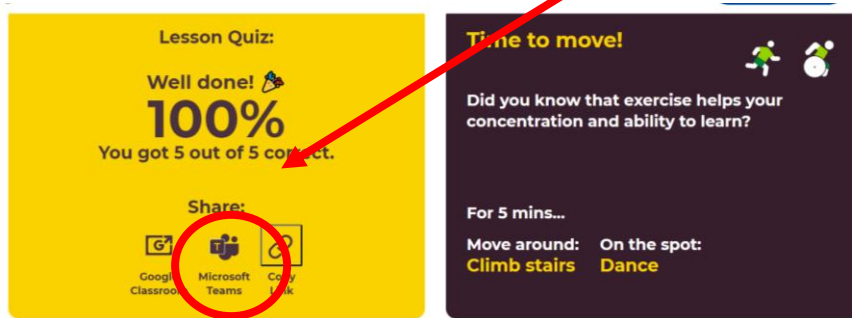 Lesson Quiz:
Well done!
100%
You got 5 out of 5 correct.
Share:
Google Classroom
Microsoft Teams
Copy Link
Time to move!
Did you know that exercise helps your
concentration and ability to learn?
For 5 mins...
Move around: On the spot:
Climb stairs Dance